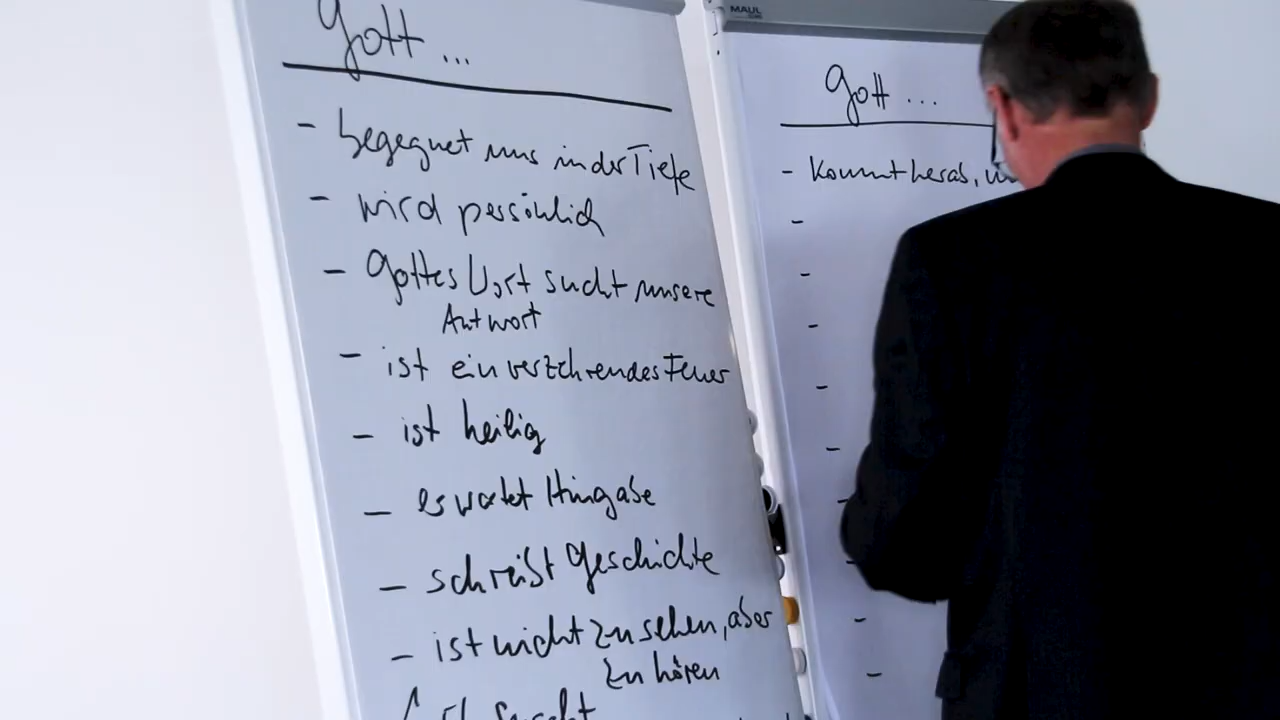 Gott ...
- begegnet uns in der Tiefe
- wird persönlich
- Gottes Wort sucht unsere
Antwort
- ist ein verzehrendes Feuer
- ist heilig
- erwartet Hingabe
- schreibt Geschichte
- ist nicht zu sehen, aber
zu hören
MAUL
Gott ...
- kommt herab,
-
-
-
-
-
-
-
-
-